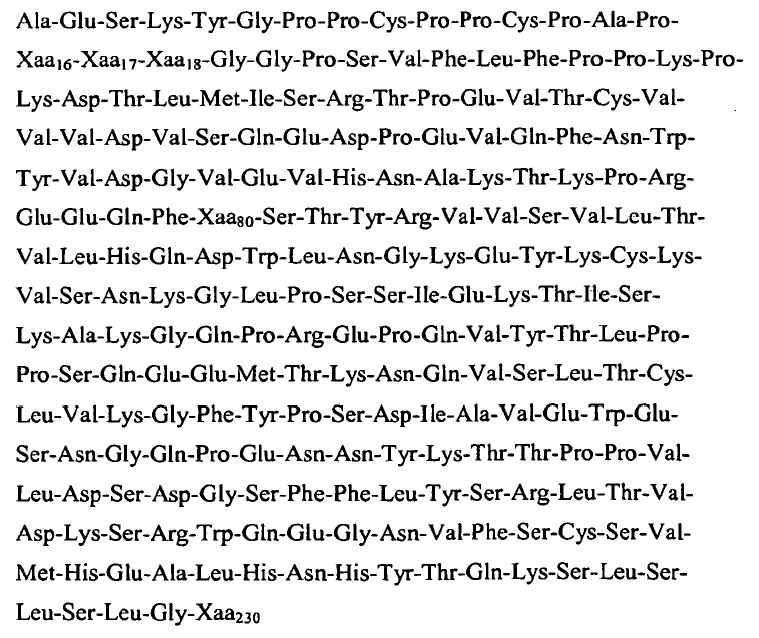 Ala-Glu-Ser-Lys-Tyr-Gly-Pro-Pro-Cys-Pro-Pro-Cys-Pro-Ala-Pro-
Xaa₁₆-Xaa₁₇-Xaa₁₈-Gly-Gly-Pro-Ser-Val-Phe-Leu-Phe-Pro-Pro-Lys-Pro-
Lys-Asp-Thr-Leu-Met-Ile-Ser-Arg-Thr-Pro-Glu-Val-Thr-Cys-Val-
Val-Val-Asp-Val-Ser-Gln-Glu-Asp-Pro-Glu-Val-Gln-Phe-Asn-Trp-
Tyr-Val-Asp-Gly-Val-Glu-Val-His-Asn-Ala-Lys-Thr-Lys-Pro-Arg-
Glu-Glu-Gln-Phe-Xaa₈₀-Ser-Thr-Tyr-Arg-Val-Val-Ser-Val-Leu-Thr-
Val-Leu-His-Gln-Asp-Trp-Leu-Asn-Gly-Lys-Glu-Tyr-Lys-Cys-Lys-
Val-Ser-Asn-Lys-Gly-Leu-Pro-Ser-Ser-Ile-Glu-Lys-Thr-Ile-Ser-
Lys-Ala-Lys-Gly-Gln-Pro-Arg-Glu-Pro-Gln-Val-Tyr-Thr-Leu-Pro-
Pro-Ser-Gln-Glu-Glu-Met-Thr-Lys-Asn-Gln-Val-Ser-Leu-Thr-Cys-
Leu-Val-Lys-Gly-Phe-Tyr-Pro-Ser-Asp-Ile-Ala-Val-Glu-Trp-Glu-
Ser-Asn-Gly-Gln-Pro-Glu-Asn-Asn-Tyr-Lys-Thr-Thr-Pro-Pro-Val-
Leu-Asp-Ser-Asp-Gly-Ser-Phe-Phe-Leu-Tyr-Ser-Arg-Leu-Thr-Val-
Asp-Lys-Ser-Arg-Trp-Gln-Glu-Gly-Asn-Val-Phe-Ser-Cys-Ser-Val-
Met-His-Glu-Ala-Leu-His-Asn-His-Tyr-Thr-Gln-Lys-Ser-Leu-Ser-
Leu-Ser-Leu-Gly-Xaa₂₃₀